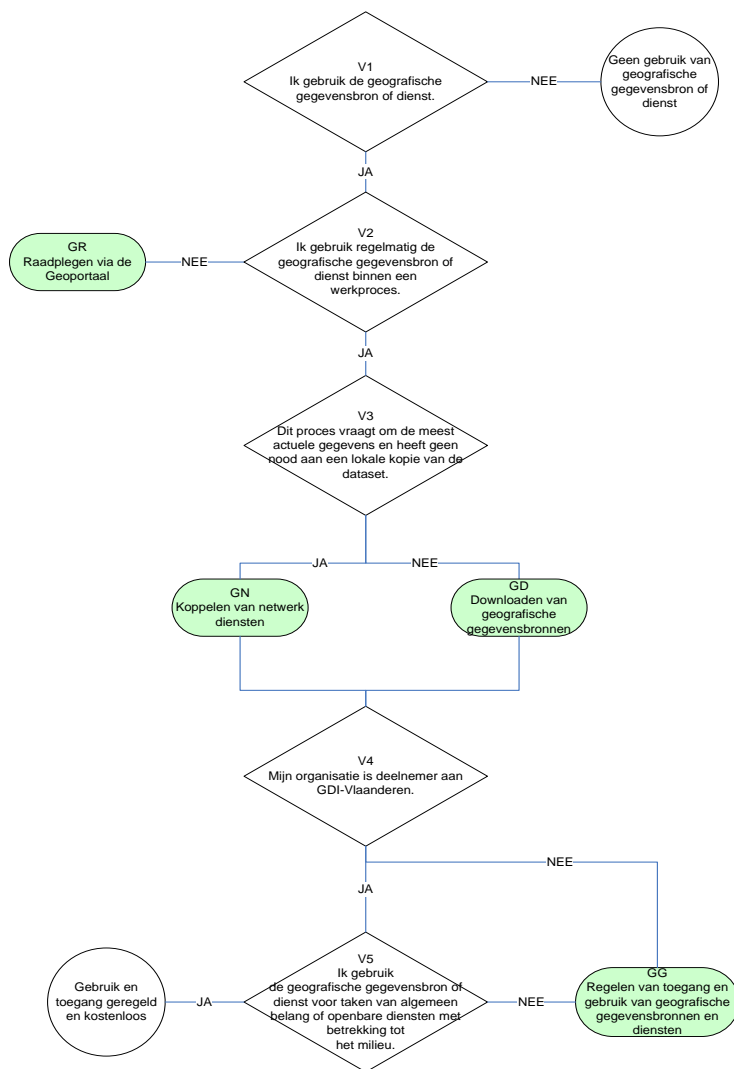 V1
Ik gebruik de geografische
gegevensbron of dienst.
NEE
Geen gebruik van
geografische
gegevensbron of
dienst
JA
V2
Ik gebruik regelmatig de
geografische gegevensbron of
dienst binnen een
werkproces.
NEE
GR
Raadplegen via de
Geoportaal
JA
V3
Dit proces vraagt om de meest
actuele gegevens en heeft geen
nood aan een lokale kopie van de
dataset.
JA
NEE
GN
Koppelen van netwerk
diensten
GD
Downloaden van
geografische
gegevensbronnen
V4
Mijn organisatie is deelnemer aan
GDI-Vlaanderen.
NEE
JA
V5
Ik gebruik
de geografische gegevensbron of
dienst voor taken van algemeen
belang of openbare diensten met
betrekking tot
het milieu.
JA
Gebruik en
toegang geregeld
en kostenloos
NEE
GG
Regelen van toegang en
gebruik van geografische
gegevensbronnen en
diensten